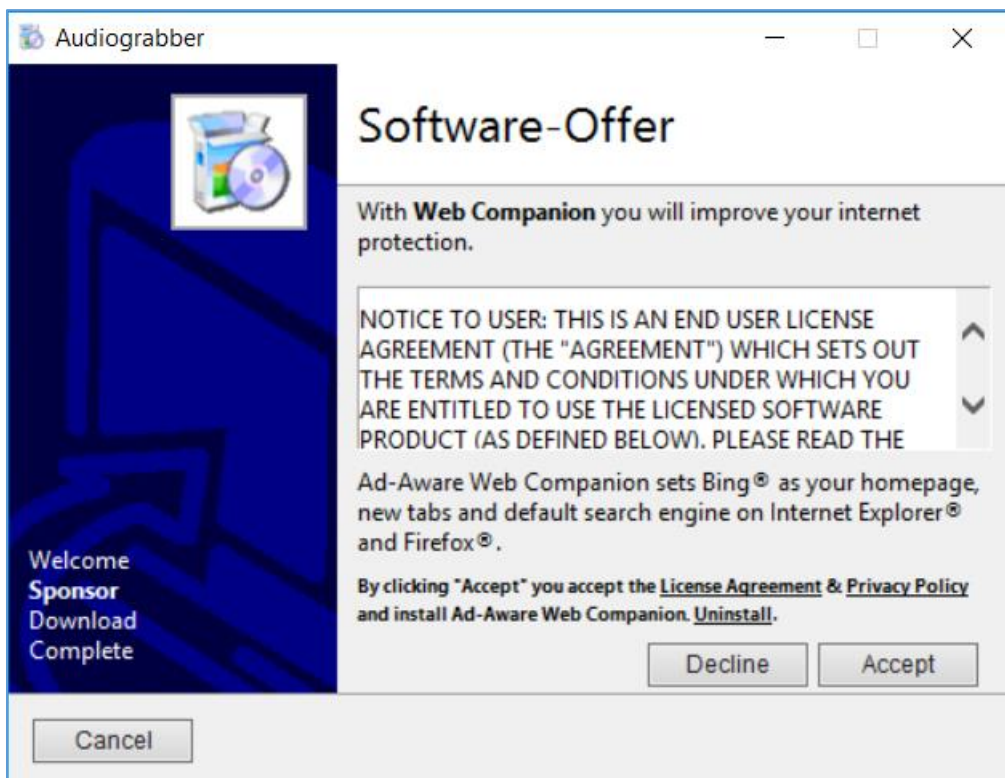 Audiograbber
Software-Offer
With Web Companion you will improve your internet
protection.
NOTICE TO USER: THIS IS AN END USER LICENSE
AGREEMENT (THE "AGREEMENT") WHICH SETS OUT
THE TERMS AND CONDITIONS UNDER WHICH YOU
ARE ENTITLED TO USE THE LICENSED SOFTWARE
PRODUCT (AS DEFINED BELOW). PLEASE READ THE
Ad-Aware Web Companion sets Bing® as your homepage,
new tabs and default search engine on Internet Explorer®
and Firefox®.
By clicking "Accept" you accept the License Agreement & Privacy Policy
and install Ad-Aware Web Companion. Uninstall.
Decline Accept
Welcome
Sponsor
Download
Complete
Cancel